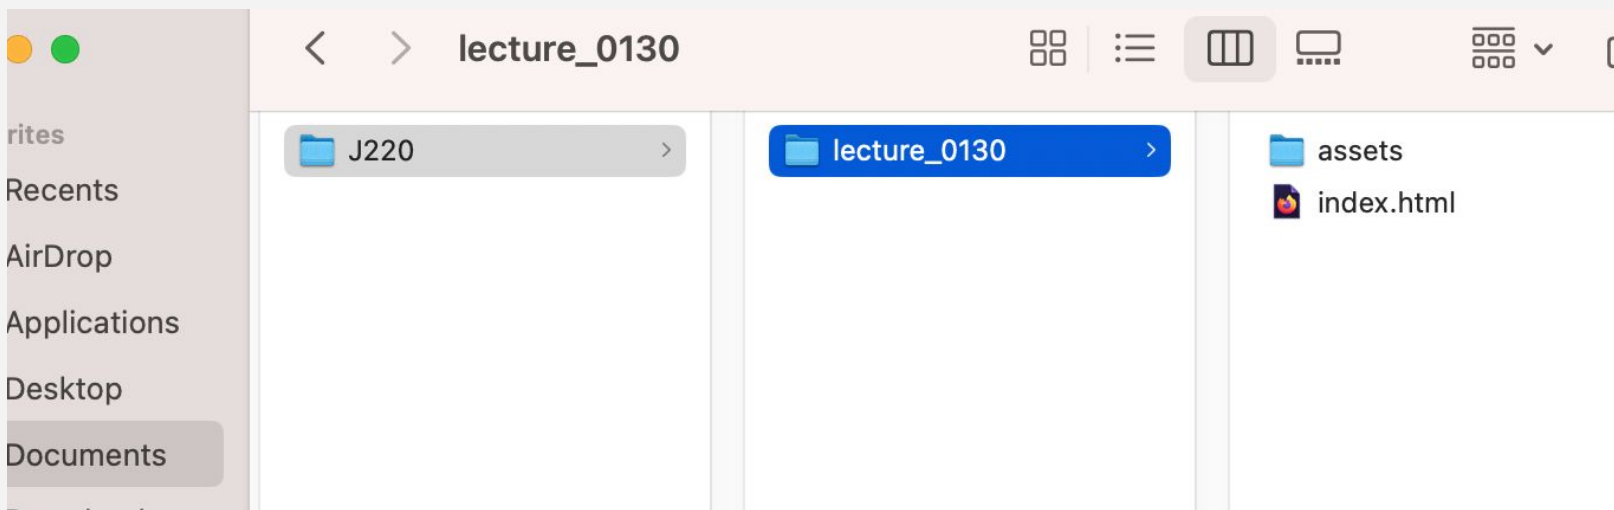 lecture_0130
rites
Recents
AirDrop
Applications
Desktop
Documents
J220
lecture_0130
assets
index.html